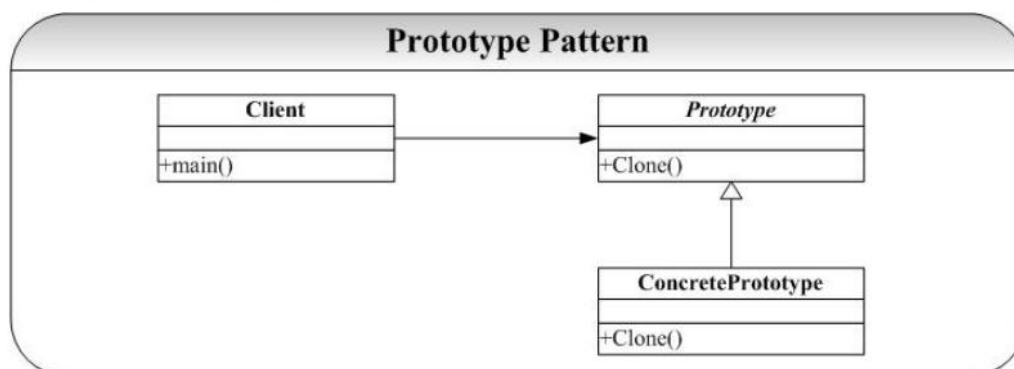 Prototype Pattern
Client
Prototype
+main()
+Clone()
ConcretePrototype
+Clone()